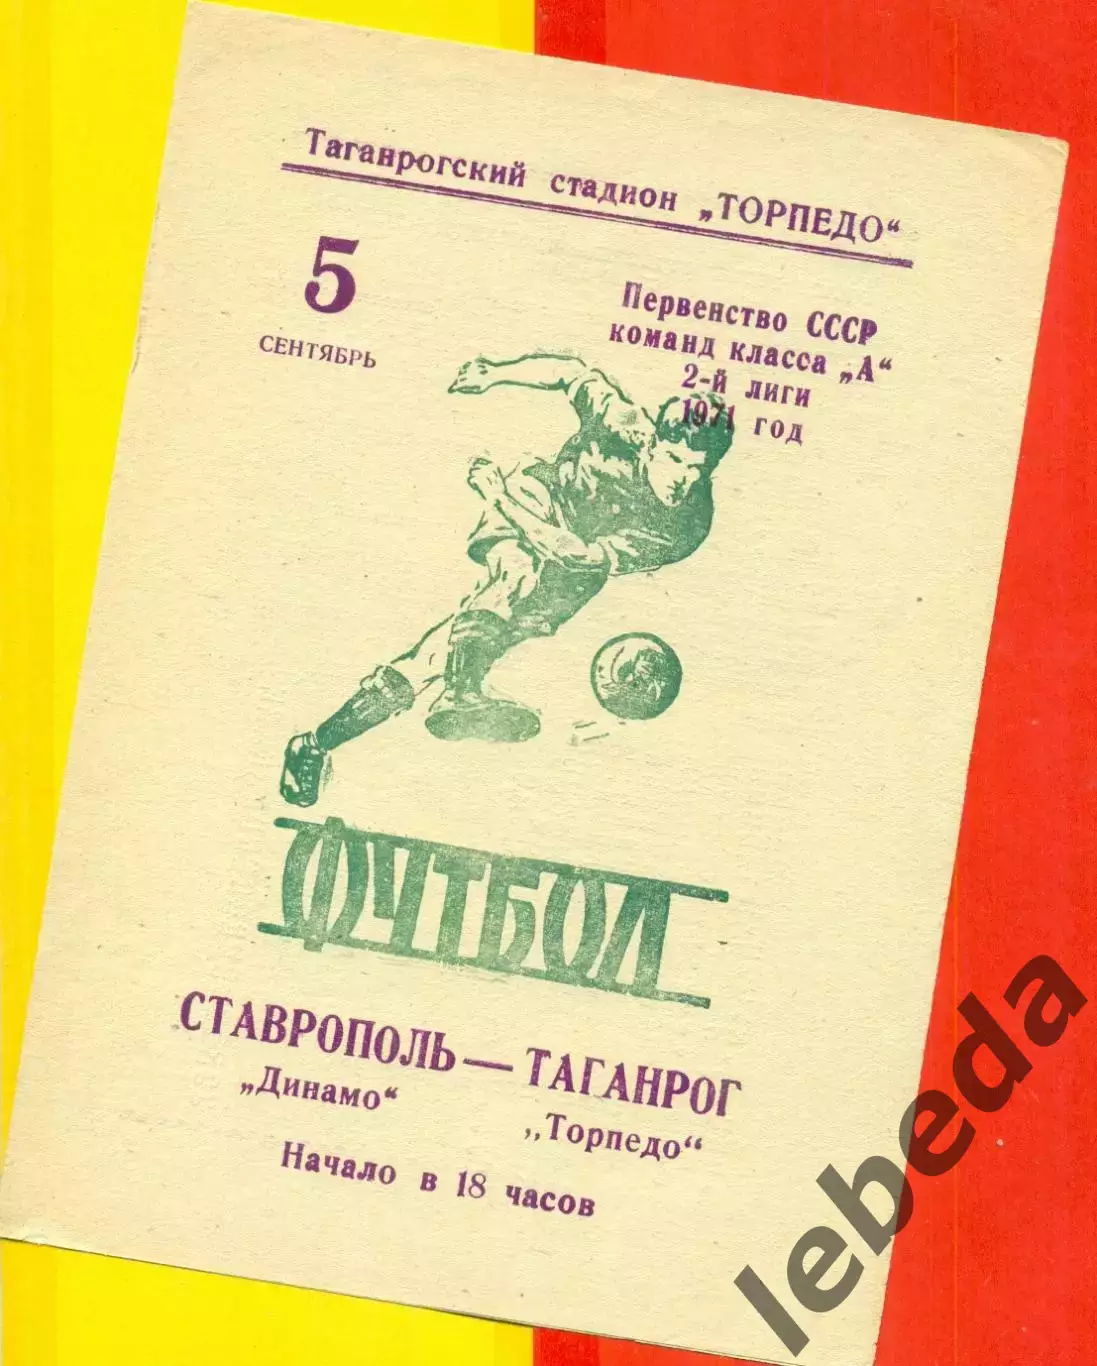 Таганрогский стадион „ТОРПЕДО“
5
СЕНТЯБРЬ
Первенство СССР
команд класса „А“
2-й лиги
1971 год
ФУТБОЛ
СТАВРОПОЛЬ — ТАГАНРОГ
„Динамо“
„Торпедо“
Начало в 18 часов
lebeda